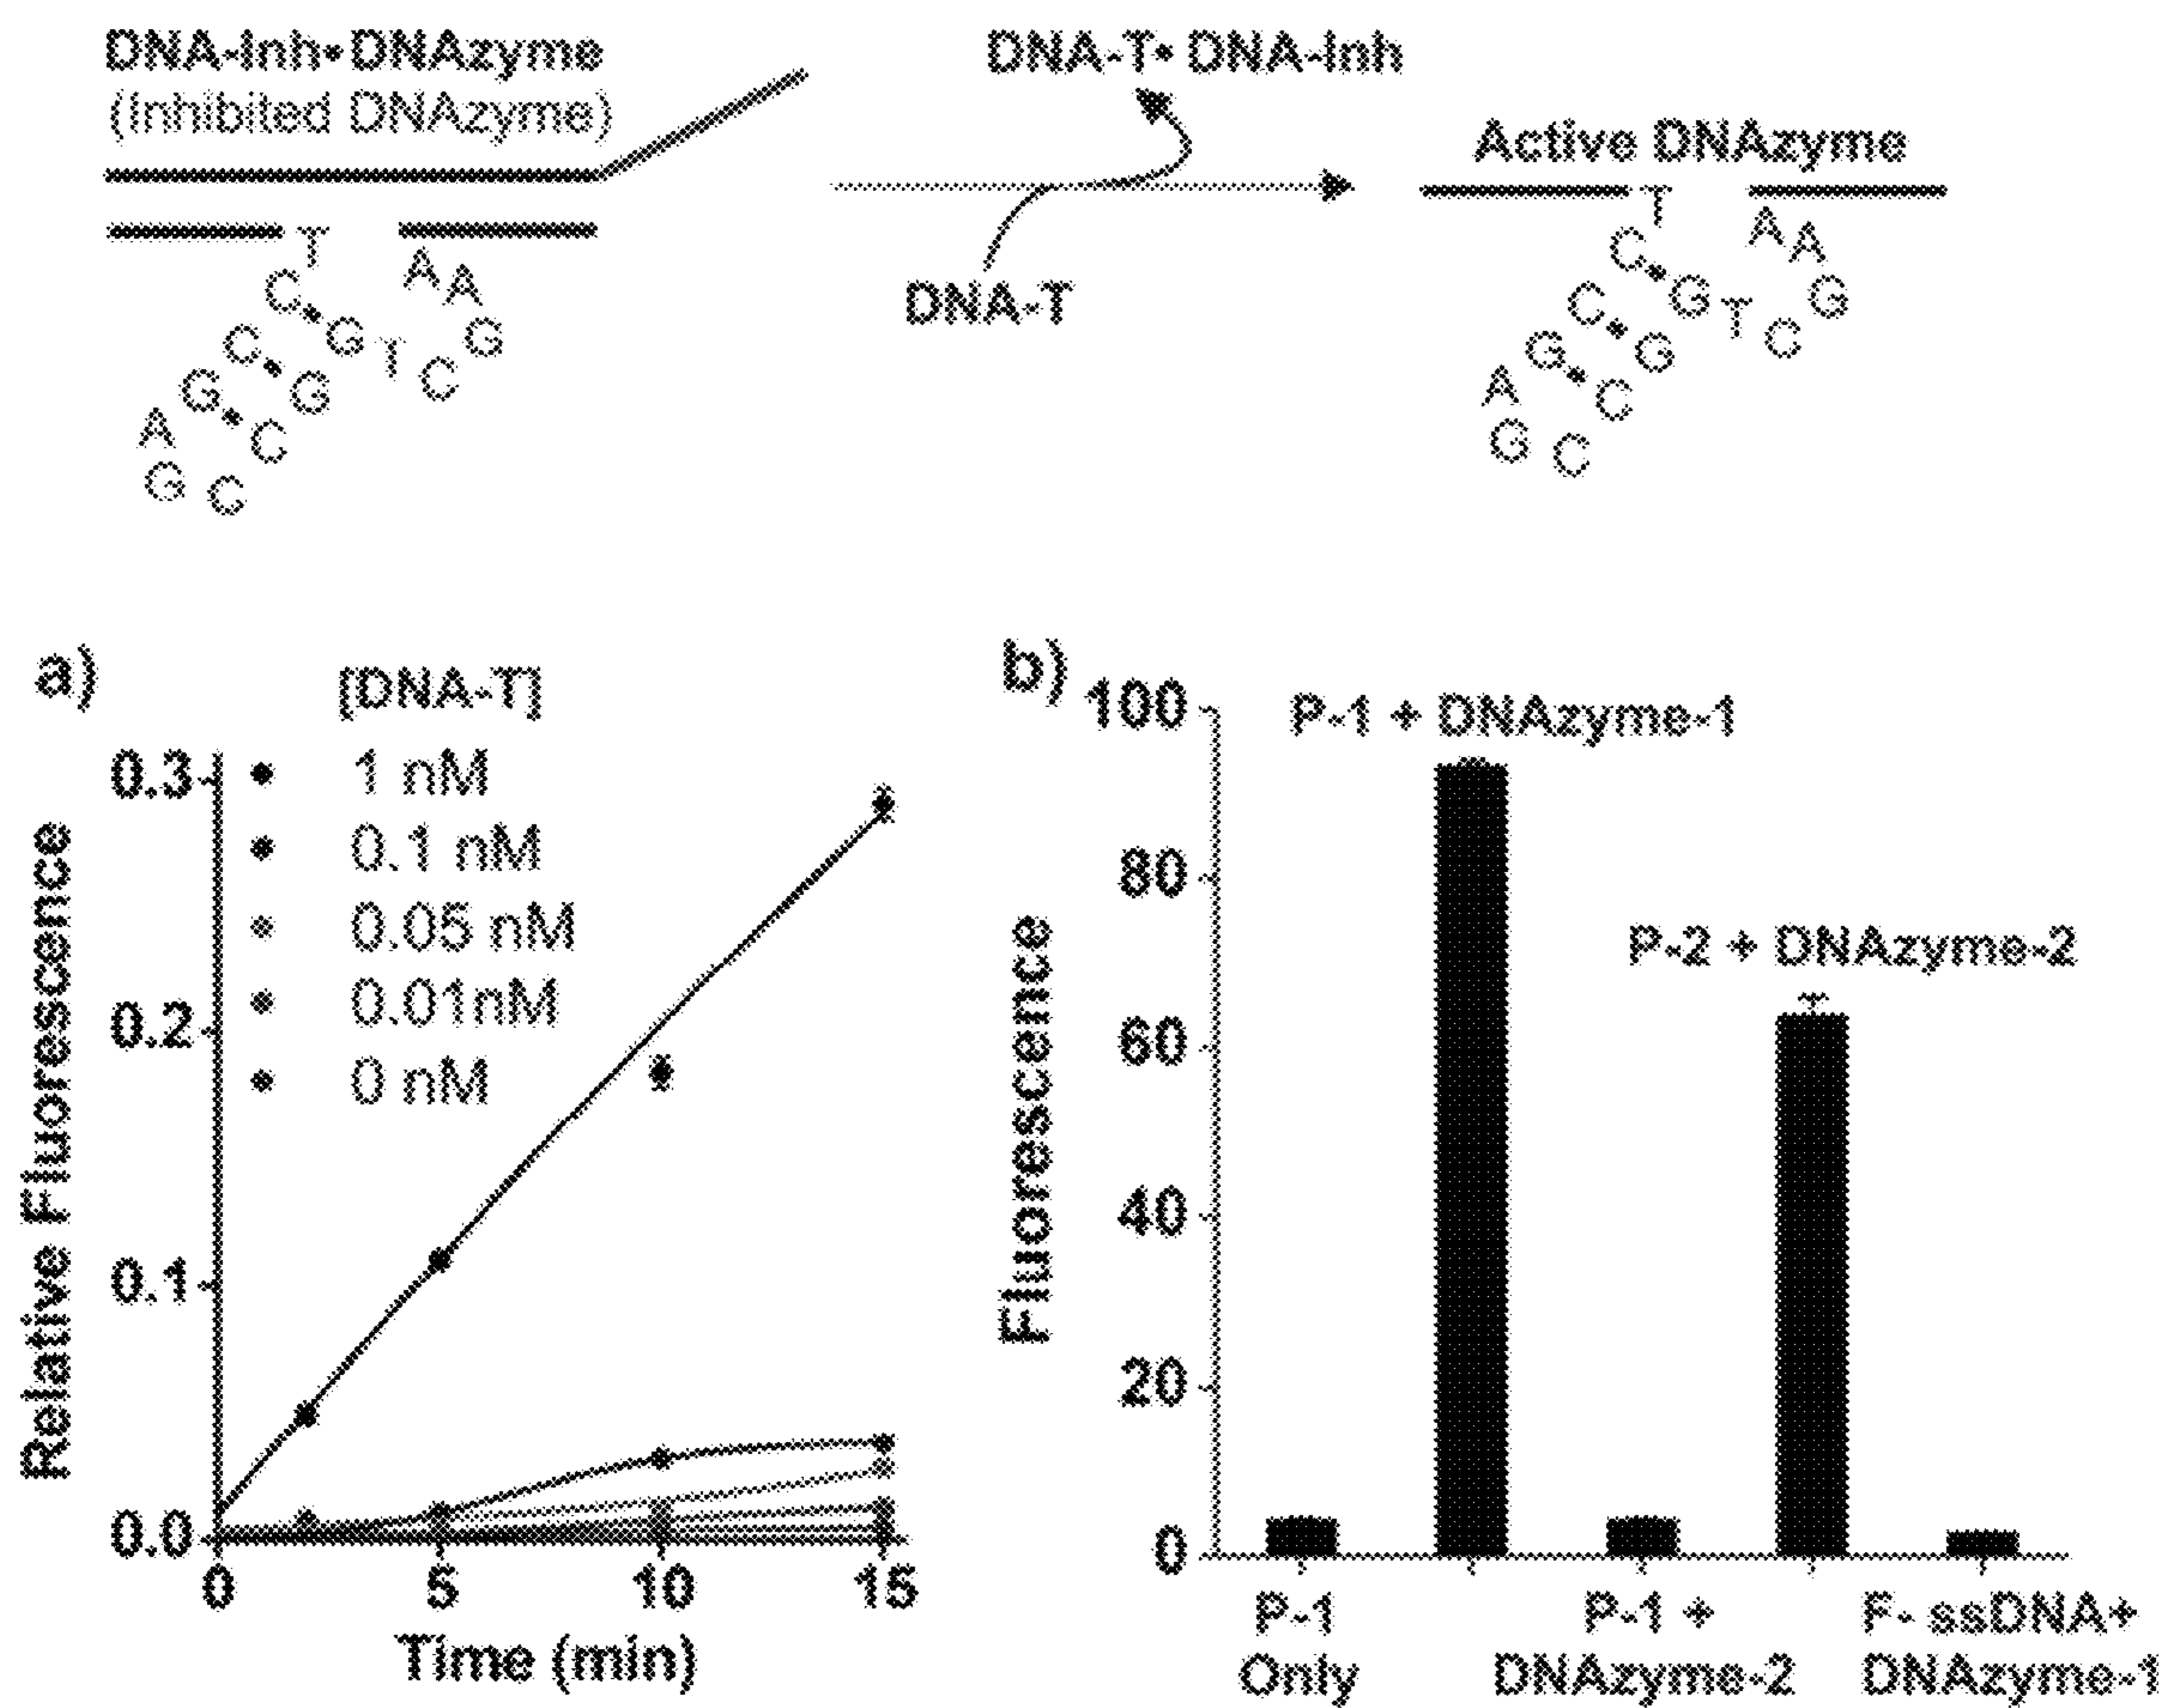 DNA-Inh•DNAzyme
(Inhibited DNAzyme)
T
A A
C•G T C G
C•G
G•C
A
G C
DNA-T• DNA-Inh
DNA-T
Active DNAzyme
T
A A
C•G T C G
C•G
G•C
A
G C
a)
[DNA-T]
1 nM
0.1 nM
0.05 nM
0.01nM
0 nM
Relative Fluorescence
0.3
0.2
0.1
0.0
0 5 10 15
Time (min)
b)
Fluorescence
100
80
60
40
20
0
P-1 + DNAzyme-1
P-2 + DNAzyme-2
P-1
Only
P-1 +
DNAzyme-2
F- ssDNA+
DNAzyme-1